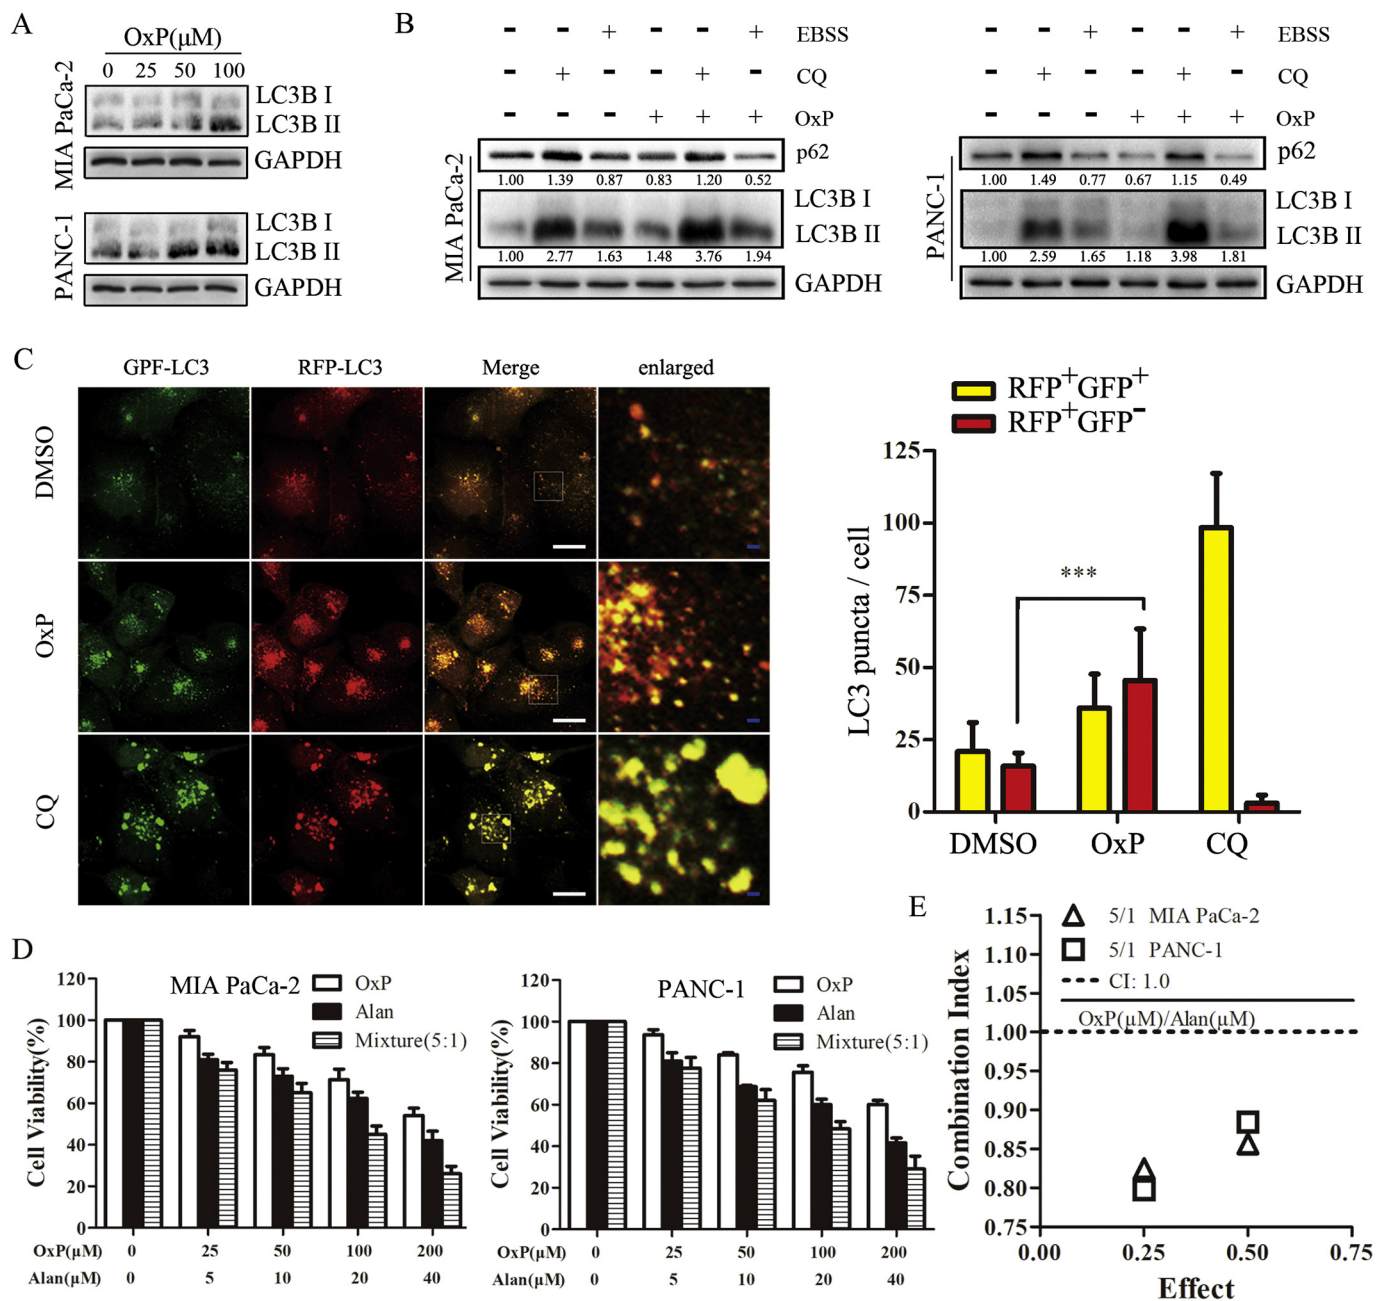 A
OxP(µM)
0 25 50 100
MIA PaCa-2
LC3B I
LC3B II
GAPDH
PANC-1
LC3B I
LC3B II
GAPDH
B
- - + - - + EBSS
- + - - + - CQ
- - - + + + OxP
MIA PaCa-2
p62
1.00 1.39 0.87 0.83 1.20 0.52
LC3B I
LC3B II
1.00 2.77 1.63 1.48 3.76 1.94
GAPDH
- - + - - + EBSS
- + - - + - CQ
- - - + + + OxP
PANC-1
p62
1.00 1.49 0.77 0.67 1.15 0.49
LC3B I
LC3B II
1.00 2.59 1.65 1.18 3.98 1.81
GAPDH
C
GPF-LC3 RFP-LC3 Merge enlarged
DMSO
OxP
CQ
RFP+GFP+
RFP+GFP-
LC3 puncta / cell
125
100
75
50
25
0
***
DMSO OxP CQ
D
MIA PaCa-2
OxP
Alan
Mixture(5:1)
Cell Viability(%)
120
100
80
60
40
20
0
OxP(µM) 0 25 50 100 200
Alan(µM) 0 5 10 20 40
PANC-1
OxP
Alan
Mixture(5:1)
Cell Viability(%)
120
100
80
60
40
20
0
OxP(µM) 0 25 50 100 200
Alan(µM) 0 5 10 20 40
E
5/1 MIA PaCa-2
5/1 PANC-1
CI: 1.0
OxP(µM)/Alan(µM)
Combination Index
1.15
1.10
1.05
1.00
0.95
0.90
0.85
0.80
0.75
0.00 0.25 0.50 0.75
Effect